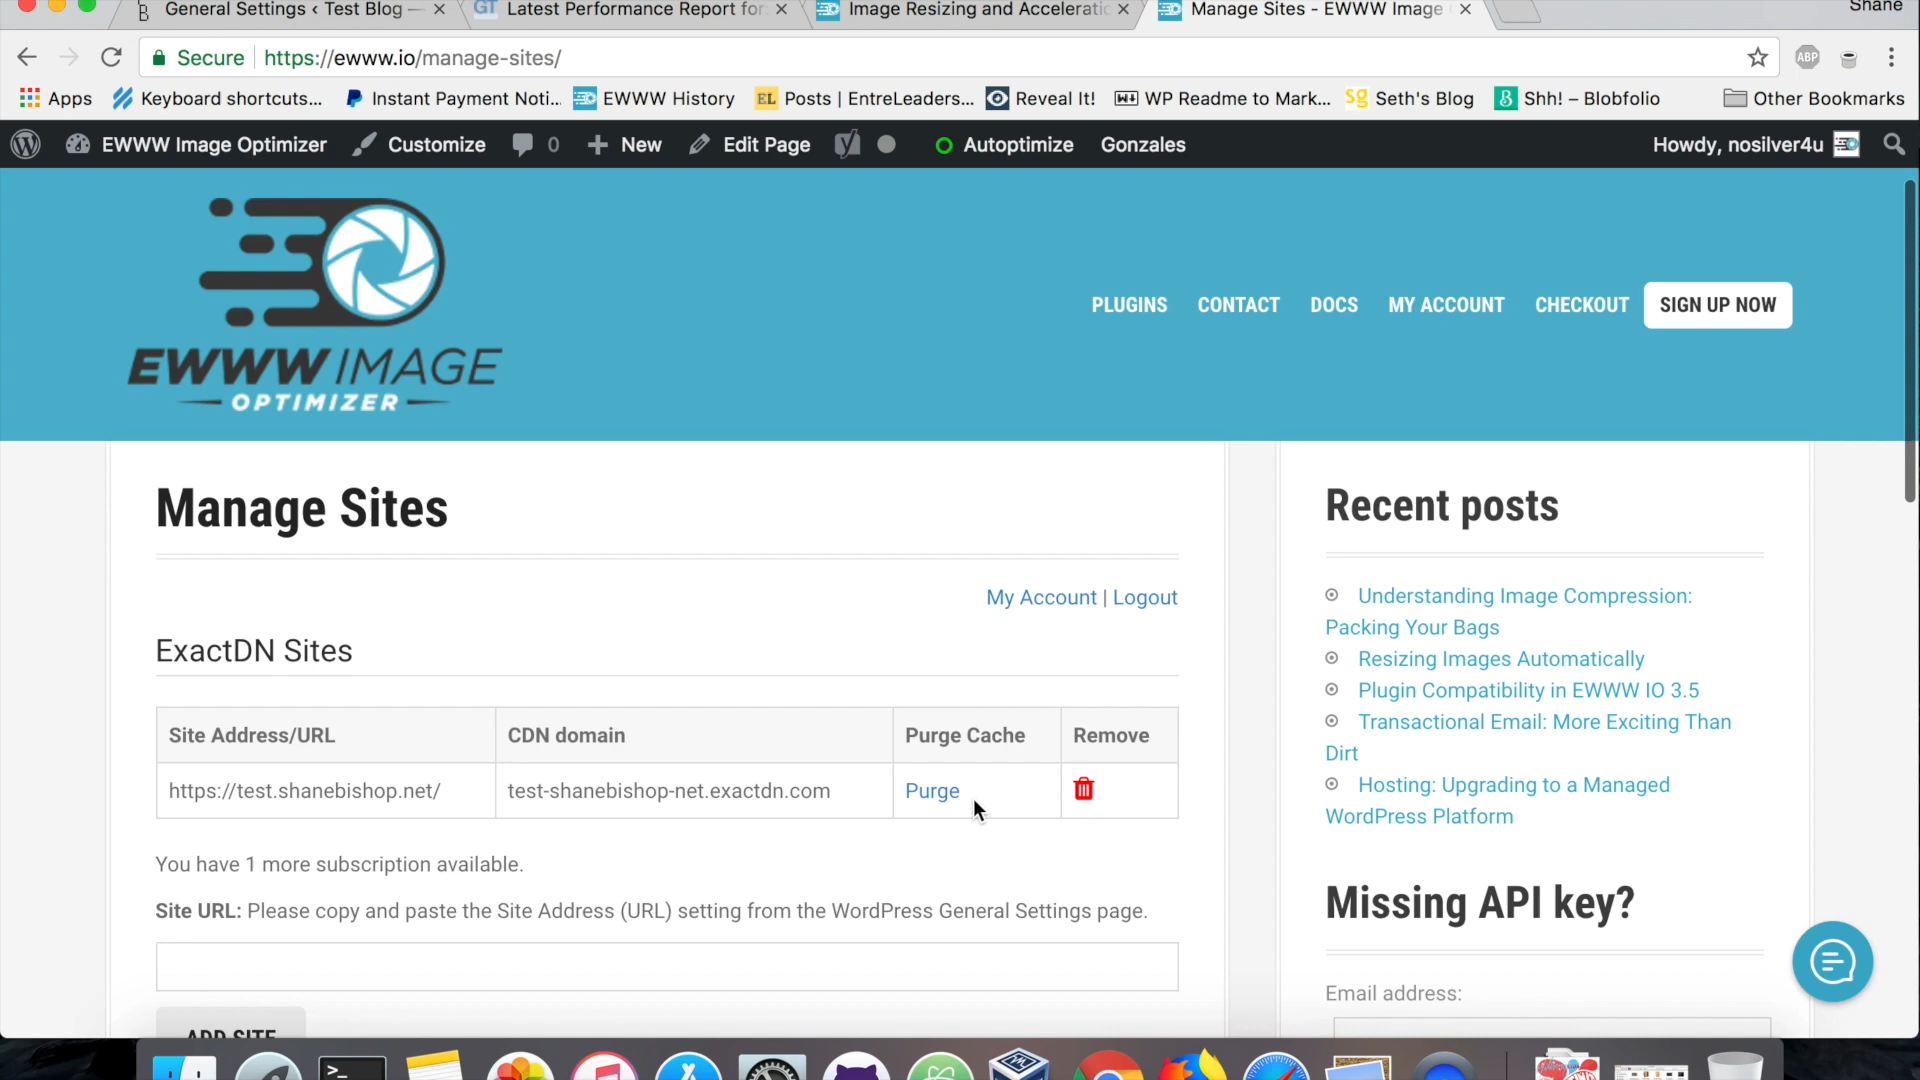 General Settings ‹ Test Blog —
Latest Performance Report for:
Image Resizing and Acceleratio
Manage Sites - EWWW Image
Shane
Secure
https://ewww.io/manage-sites/
ABP
Apps
Keyboard shortcuts...
Instant Payment Noti...
EWWW History
EL Posts | EntreLeaders...
Reveal It!
WP Readme to Mark...
sg Seth's Blog
Shh! – Blobfolio
Other Bookmarks
EWWW Image Optimizer
Customize
0
New
Edit Page
Autoptimize
Gonzales
Howdy, nosilver4u
EWWW IMAGE
OPTIMIZER
PLUGINS
CONTACT
DOCS
MY ACCOUNT
CHECKOUT
SIGN UP NOW
Manage Sites
My Account | Logout
ExactDN Sites
Site Address/URL
CDN domain
Purge Cache
Remove
https://test.shanebishop.net/
test-shanebishop-net.exactdn.com
Purge
You have 1 more subscription available.
Site URL: Please copy and paste the Site Address (URL) setting from the WordPress General Settings page.
ADD SITE
Recent posts
Understanding Image Compression:
Packing Your Bags
Resizing Images Automatically
Plugin Compatibility in EWWW IO 3.5
Transactional Email: More Exciting Than
Dirt
Hosting: Upgrading to a Managed
WordPress Platform
Missing API key?
Email address: